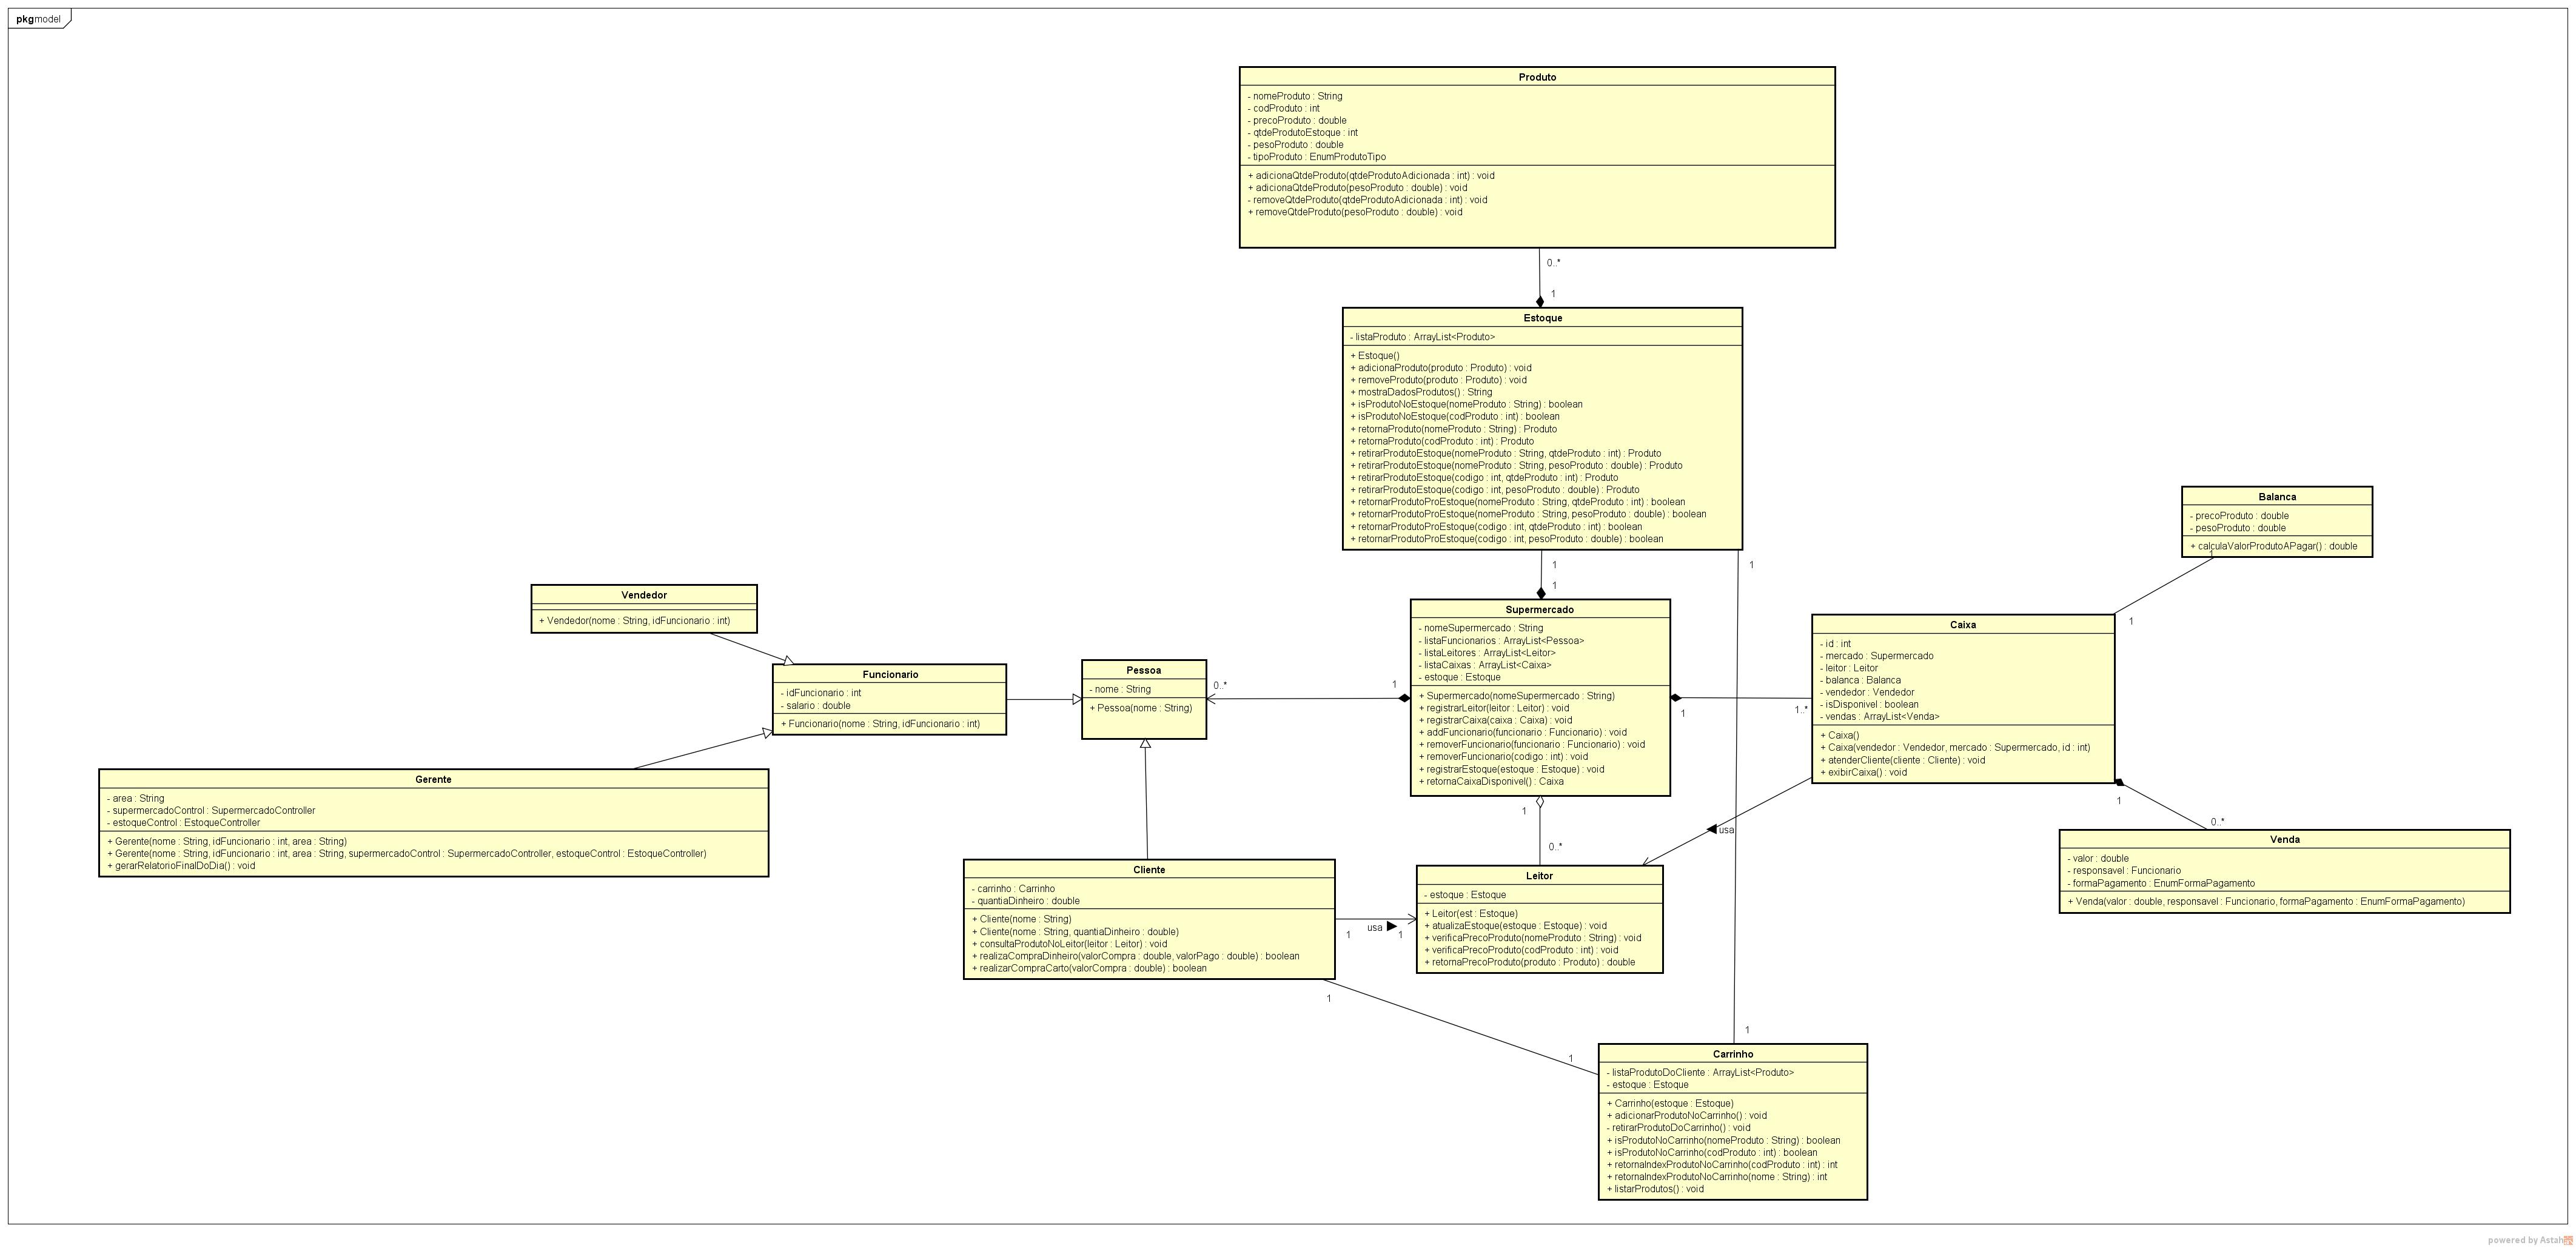 pkg model
Produto
- nomeProduto : String
- codProduto : int
- precoProduto : double
- qtdeProdutoEstoque : int
- pesoProduto : double
- tipoProduto : EnumProdutoTipo
+ adicionaQtdeProduto(qtdeProdutoAdicionada : int) : void
+ adicionaQtdeProduto(pesoProduto : double) : void
- removeQtdeProduto(qtdeProdutoAdicionada : int) : void
+ removeQtdeProduto(pesoProduto : double) : void
0..*
1
Estoque
- listaProduto : ArrayList<Produto>
+ Estoque()
+ adicionaProduto(produto : Produto) : void
+ removeProduto(produto : Produto) : void
+ mostraDadosProdutos() : String
+ isProdutoNoEstoque(nomeProduto : String) : boolean
+ isProdutoNoEstoque(codProduto : int) : boolean
+ retornaProduto(nomeProduto : String) : Produto
+ retornaProduto(codProduto : int) : Produto
+ retirarProdutoEstoque(nomeProduto : String, qtdeProduto : int) : Produto
+ retirarProdutoEstoque(nomeProduto : String, pesoProduto : double) : Produto
+ retirarProdutoEstoque(codigo : int, qtdeProduto : int) : Produto
+ retirarProdutoEstoque(codigo : int, pesoProduto : double) : Produto
+ retornarProdutoProEstoque(nomeProduto : String, qtdeProduto : int) : boolean
+ retornarProdutoProEstoque(nomeProduto : String, pesoProduto : double) : boolean
+ retornarProdutoProEstoque(codigo : int, qtdeProduto : int) : boolean
+ retornarProdutoProEstoque(codigo : int, pesoProduto : double) : boolean
1
1
1
Balanca
- precoProduto : double
- pesoProduto : double
+ calculaValorProdutoAPagar() : double
1
1
Vendedor
+ Vendedor(nome : String, idFuncionario : int)
Funcionario
- idFuncionario : int
- salario : double
+ Funcionario(nome : String, idFuncionario : int)
Pessoa
- nome : String
+ Pessoa(nome : String)
0..*
1
Supermercado
- nomeSupermercado : String
- listaFuncionarios : ArrayList<Pessoa>
- listaLeitores : ArrayList<Leitor>
- listaCaixas : ArrayList<Caixa>
- estoque : Estoque
+ Supermercado(nomeSupermercado : String)
+ registrarLeitor(leitor : Leitor) : void
+ registrarCaixa(caixa : Caixa) : void
+ addFuncionario(funcionario : Funcionario) : void
+ removerFuncionario(funcionario : Funcionario) : void
+ removerFuncionario(codigo : int) : void
+ registrarEstoque(estoque : Estoque) : void
+ retornaCaixaDisponivel() : Caixa
1
1..*
Caixa
- id : int
- mercado : Supermercado
- leitor : Leitor
- balanca : Balanca
- vendedor : Vendedor
- isDisponivel : boolean
- vendas : ArrayList<Venda>
+ Caixa()
+ Caixa(vendedor : Vendedor, mercado : Supermercado, id : int)
+ atenderCliente(cliente : Cliente) : void
+ exibirCaixa() : void
1
0..*
Gerente
- area : String
- supermercadoControl : SupermercadoController
- estoqueControl : EstoqueController
+ Gerente(nome : String, idFuncionario : int, area : String)
+ Gerente(nome : String, idFuncionario : int, area : String, supermercadoControl : SupermercadoController, estoqueControl : EstoqueController)
+ gerarRelatorioFinalDoDia() : void
1
0..*
usa
Venda
- valor : double
- responsavel : Funcionario
- formaPagamento : EnumFormaPagamento
+ Venda(valor : double, responsavel : Funcionario, formaPagamento : EnumFormaPagamento)
Cliente
- carrinho : Carrinho
- quantiaDinheiro : double
+ Cliente(nome : String)
+ Cliente(nome : String, quantiaDinheiro : double)
+ consultaProdutoNoLeitor(leitor : Leitor) : void
+ realizaCompraDinheiro(valorCompra : double, valorPago : double) : boolean
+ realizarCompraCarto(valorCompra : double) : boolean
1
usa
1
Leitor
- estoque : Estoque
+ Leitor(est : Estoque)
+ atualizaEstoque(estoque : Estoque) : void
+ verificaPrecoProduto(nomeProduto : String) : void
+ verificaPrecoProduto(codProduto : int) : void
+ retornaPrecoProduto(produto : Produto) : double
1
1
1
Carrinho
- listaProdutoDoCliente : ArrayList<Produto>
- estoque : Estoque
+ Carrinho(estoque : Estoque)
+ adicionarProdutoNoCarrinho() : void
- retirarProdutoDoCarrinho() : void
+ isProdutoNoCarrinho(nomeProduto : String) : boolean
+ isProdutoNoCarrinho(codProduto : int) : boolean
+ retornaIndexProdutoNoCarrinho(codProduto : int) : int
+ retornaIndexProdutoNoCarrinho(nome : String) : int
+ listarProdutos() : void
powered by Astah